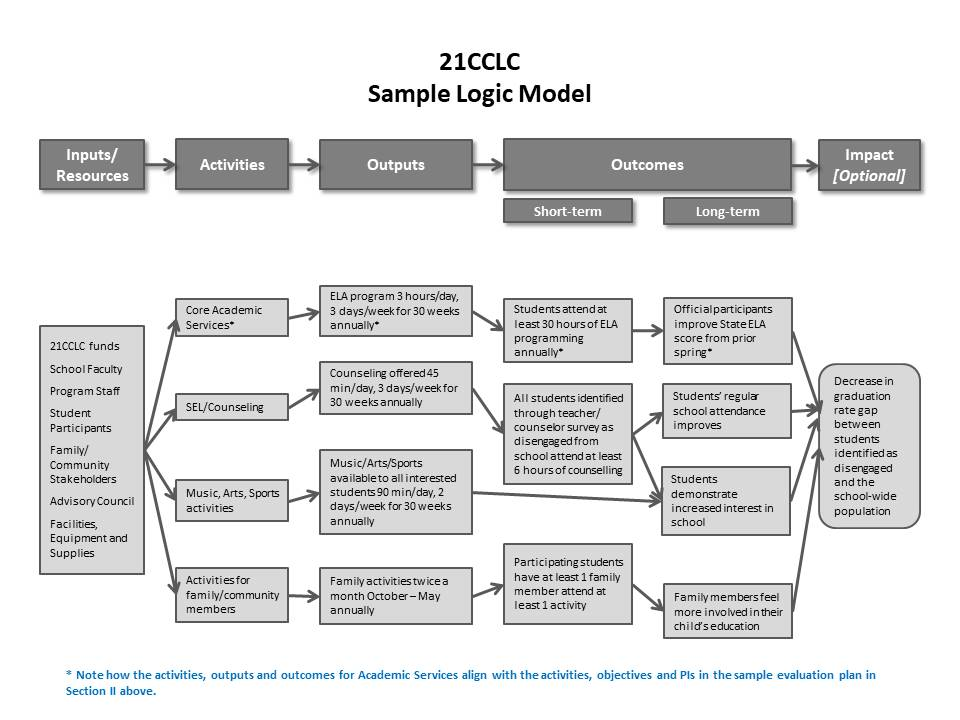 21CCLC
Sample Logic Model
Inputs/
Resources
Activities
Outputs
Outcomes
Impact
[Optional]
Short-term
Long-term
21CCLC funds
School Faculty
Program Staff
Student
Participants
Family/
Community
Stakeholders
Advisory Council
Facilities,
Equipment and
Supplies
Core Academic
Services*
ELA program 3 hours/day,
3 days/week for 30 weeks
annually*
Students attend at
least 30 hours of ELA
programming
annually*
Official participants
improve State ELA
score from prior
spring*
SEL/Counseling
Counseling offered 45
min/day, 3 days/week for
30 weeks annually
All students identified
through teacher/
counselor survey as
disengaged from
school attend at least
6 hours of counselling
Students' regular
school attendance
improves
Music, Arts, Sports
activities
Music/Arts/Sports
available to all interested
students 90 min/day, 2
days/week for 30 weeks
annually
Students
demonstrate
increased interest in
school
Activities for
family/community
members
Family activities twice a
month October – May
annually
Participating students
have at least 1 family
member attend at
least 1 activity
Family members feel
more involved in their
child's education
Decrease in
graduation
rate gap
between
students
identified as
disengaged
and the
school-wide
population
* Note how the activities, outputs and outcomes for Academic Services align with the activities, objectives and PIs in the sample evaluation plan in
Section II above.